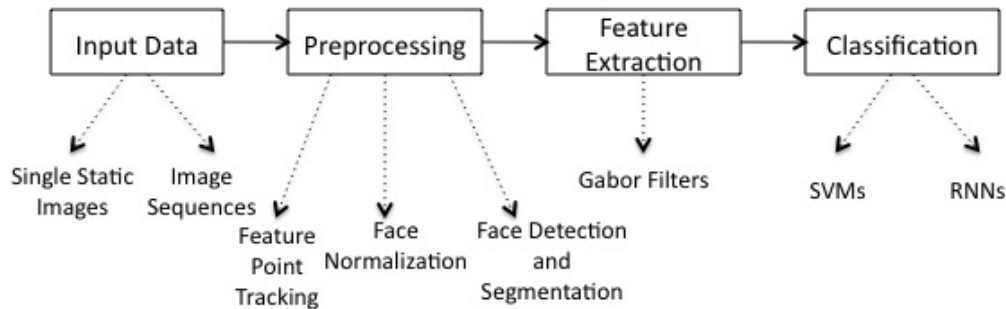 Input Data
Preprocessing
Feature
Extraction
Classification
Single Static
Images
Image
Sequences
Feature
Point
Tracking
Face
Normalization
Face Detection
and
Segmentation
Gabor Filters
SVMs
RNNs